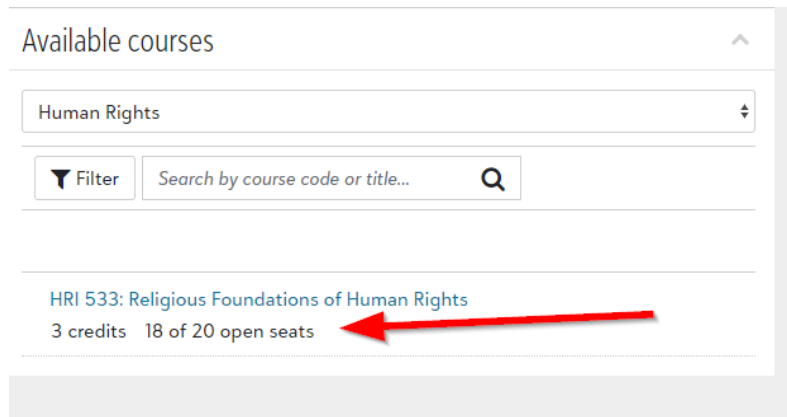 Available courses
Human Rights
Filter Search by course code or title...
HRI 533: Religious Foundations of Human Rights
3 credits 18 of 20 open seats